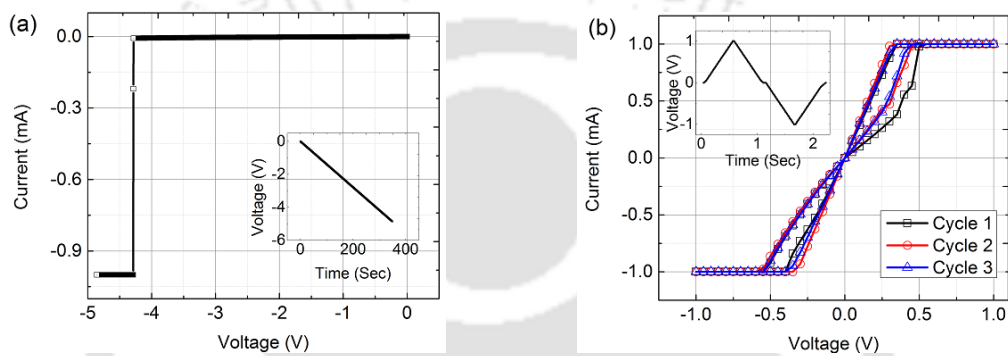 (a)
0.0
-0.3
-0.6
-0.9
Current (mA)
-5 -4 -3 -2 -1 0
Voltage (V)
0
-2
-4
-6
Voltage (V)
0 200 400
Time (Sec)
(b)
1.0
0.5
0.0
-0.5
-1.0
Current (mA)
-1.0 -0.5 0.0 0.5 1.0
Voltage (V)
1
0
-1
Voltage (V)
0 1 2
Time (Sec)
Cycle 1
Cycle 2
Cycle 3